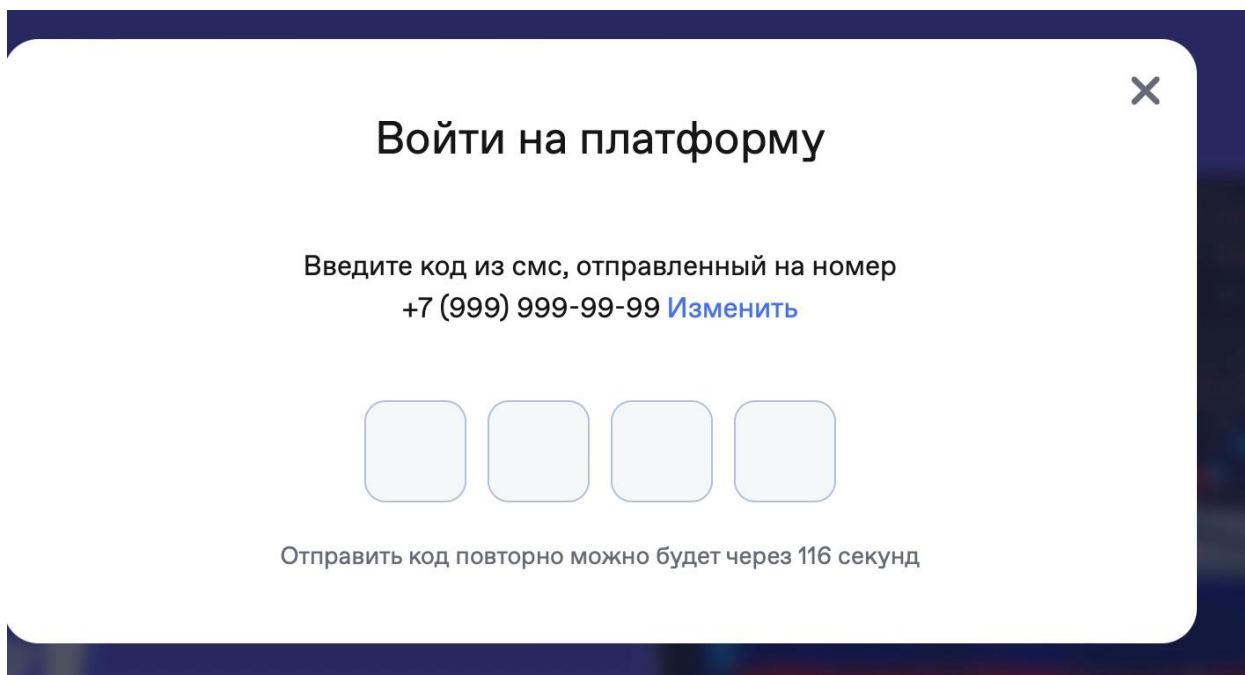 Войти на платформу
Введите код из смс, отправленный на номер
+7 (999) 999-99-99 Изменить
Отправить код повторно можно будет через 116 секунд